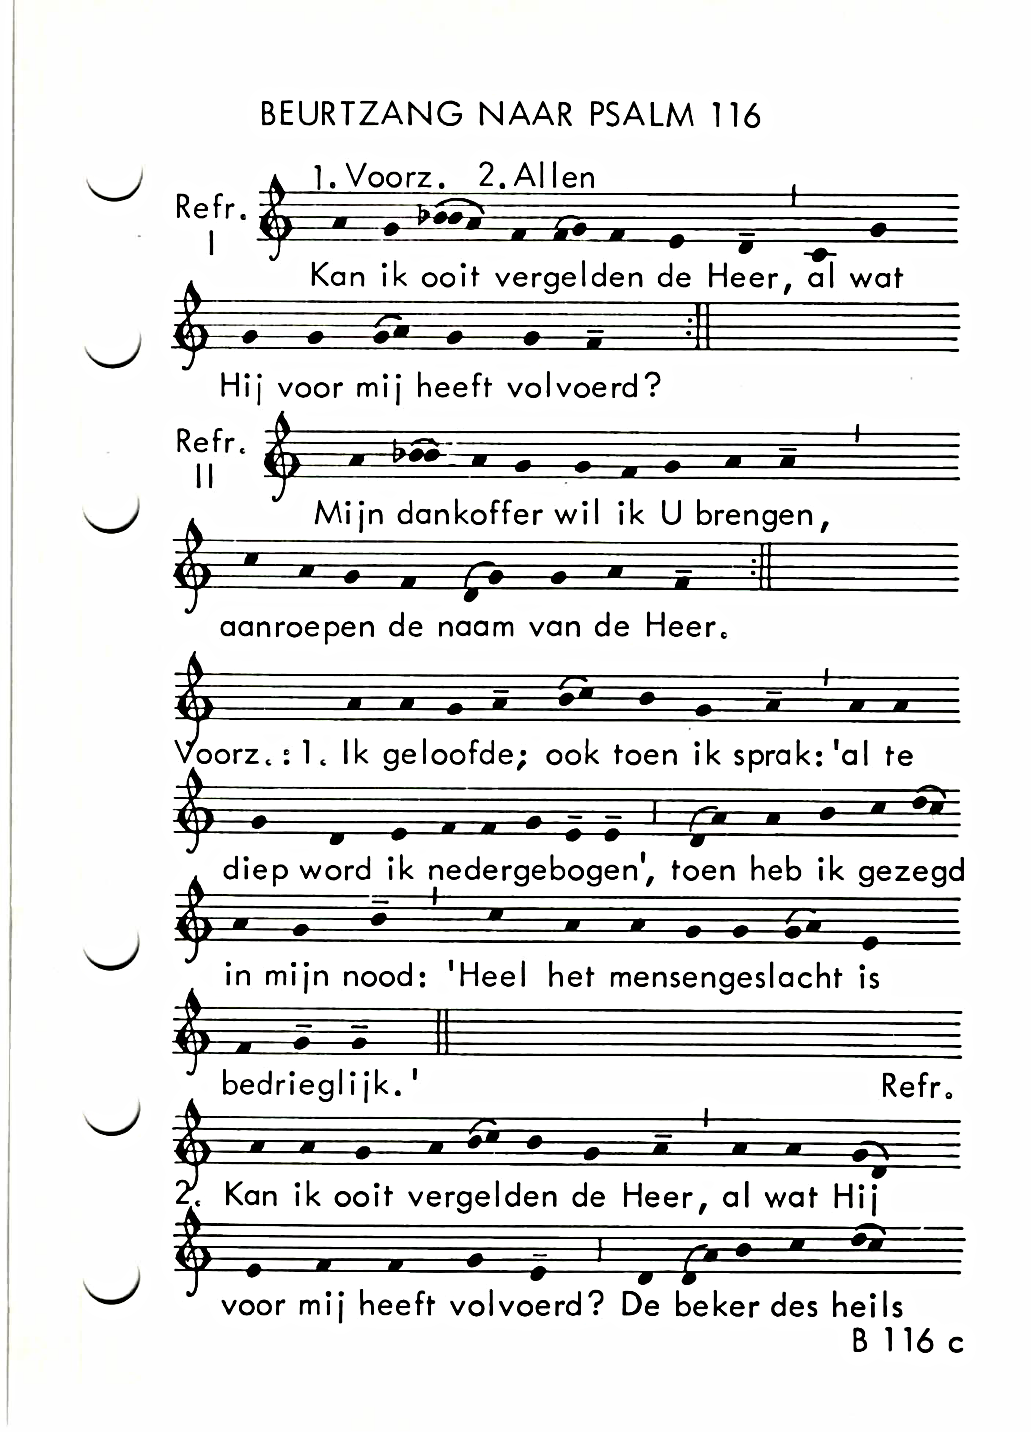 BEURTZANG NAAR PSALM 116
1. Voorz. 2. Allen
Refr.
I
Kan ik ooit vergelden de Heer, al wat
Hij voor mij heeft volvoerd?
Refr.
II
Mijn dankoffer wil ik U brengen,
aanroepen de naam van de Heer.
Voorz.: 1. Ik geloofde; ook toen ik sprak: 'al te
diep word ik nedergebogen', toen heb ik gezegd
in mijn nood: 'Heel het mensengeslacht is
bedrieglijk.' Refr.
2. Kan ik ooit vergelden de Heer, al wat Hij
voor mij heeft volvoerd? De beker des heils
B 116 c